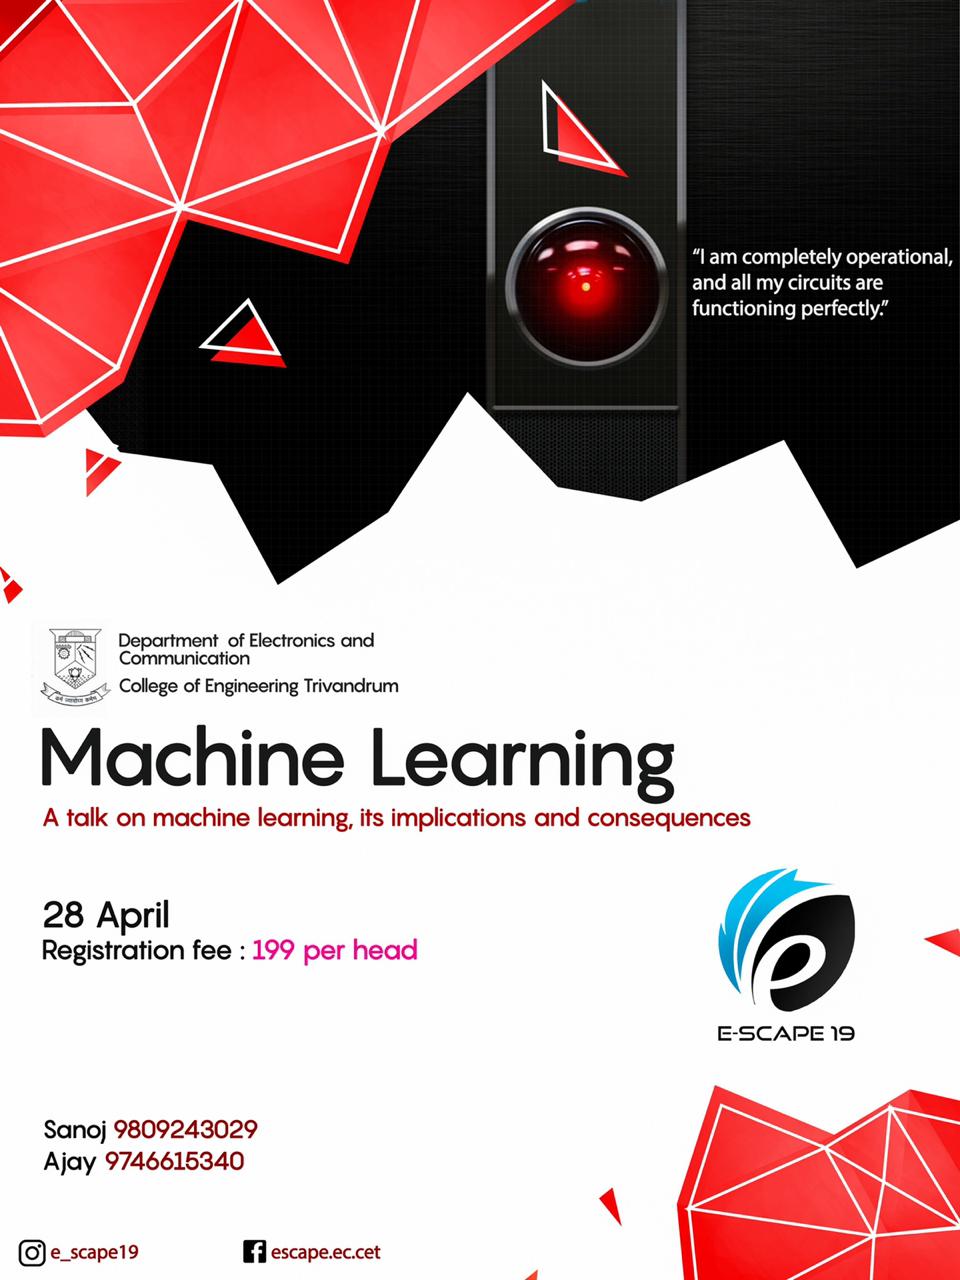 “I am completely operational,
and all my circuits are
functioning perfectly.”
Department of Electronics and
Communication
College of Engineering Trivandrum
Machine Learning
A talk on machine learning, its implications and consequences
28 April
Registration fee : 199 per head
E-SCAPE 19
Sanoj 9809243029
Ajay 9746615340
e_scape19
escape.ec.cet